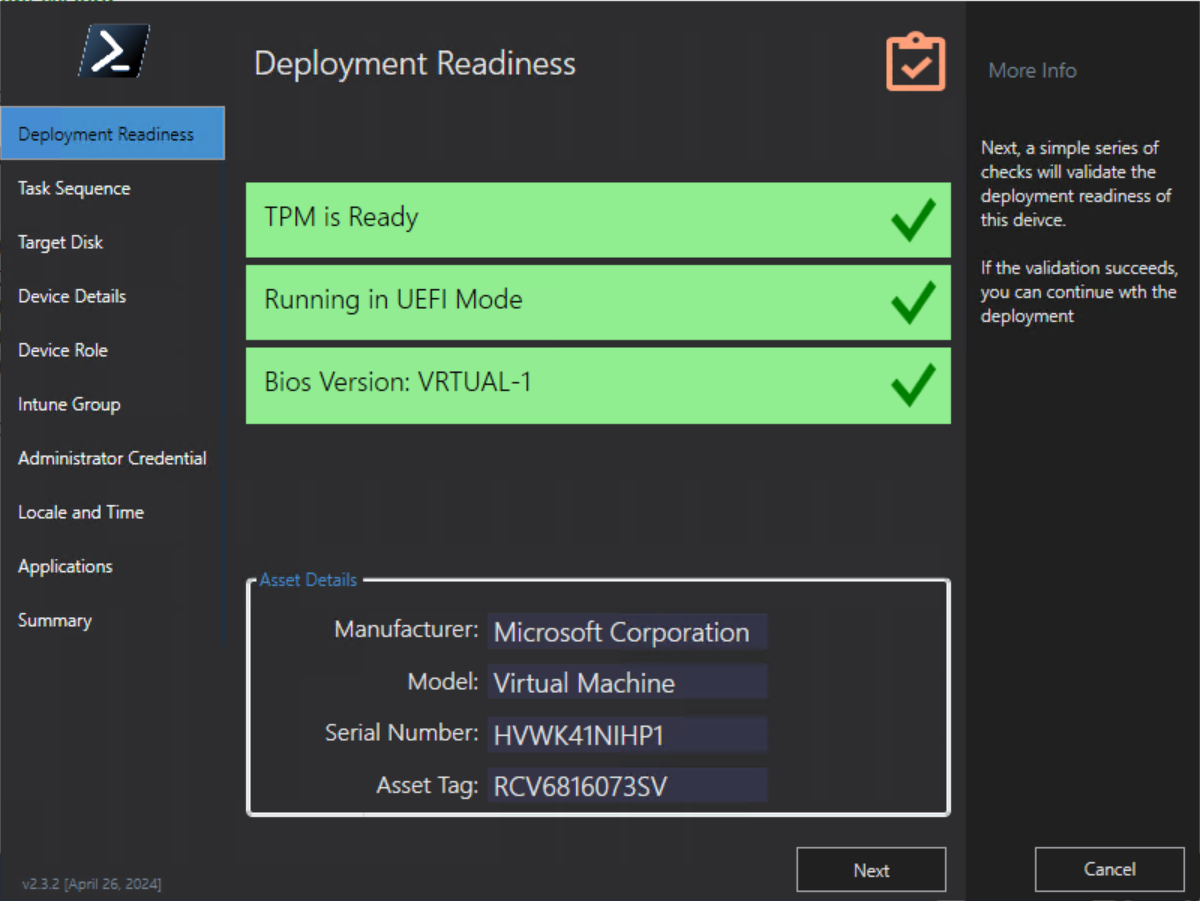 Deployment Readiness
More Info
Deployment Readiness
Task Sequence
Target Disk
Device Details
Device Role
Intune Group
Administrator Credential
Locale and Time
Applications
Summary
TPM is Ready
Running in UEFI Mode
Bios Version: VRTUAL-1
Next, a simple series of
checks will validate the
deployment readiness of
this deivce.
If the validation succeeds,
you can continue wth the
deployment
Asset Details
Manufacturer: Microsoft Corporation
Model: Virtual Machine
Serial Number: HVWK41NIHP1
Asset Tag: RCV6816073SV
v2.3.2 [April 26, 2024]
Next
Cancel